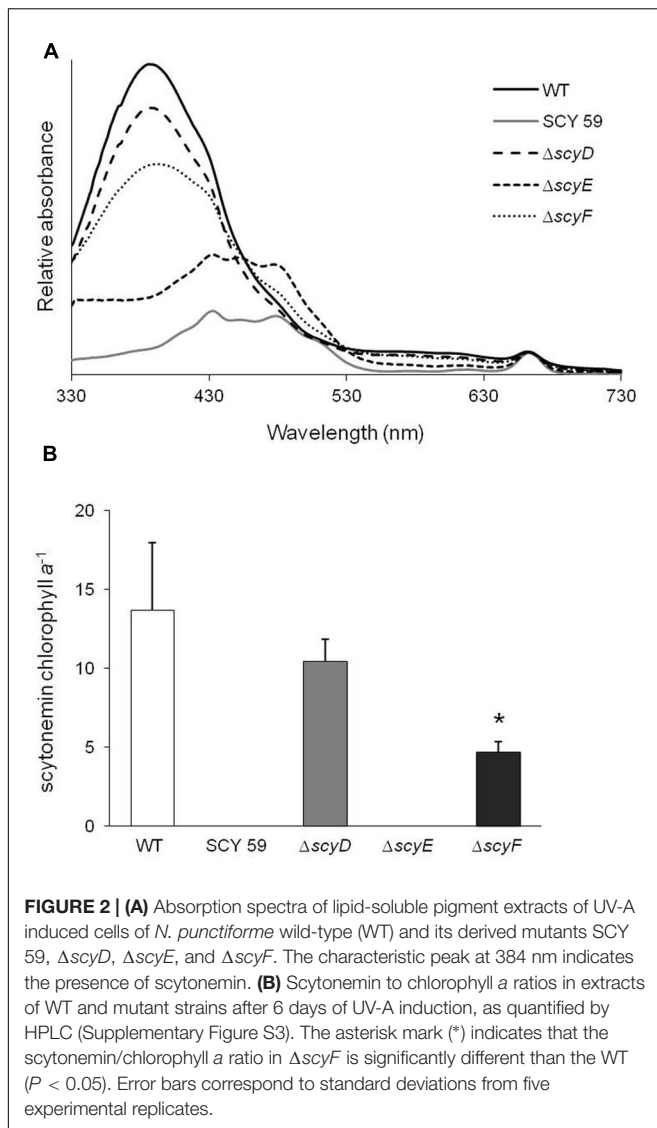 A
Relative absorbance
WT
SCY 59
ΔscyD
ΔscyE
ΔscyF
330 430 530 630 730
Wavelength (nm)
B
scytonemin chlorophyll a⁻¹
20
15
10
5
0
*
WT SCY 59 ΔscyD ΔscyE ΔscyF
FIGURE 2 | (A) Absorption spectra of lipid-soluble pigment extracts of UV-A
induced cells of N. punctiforme wild-type (WT) and its derived mutants SCY
59, ΔscyD, ΔscyE, and ΔscyF. The characteristic peak at 384 nm indicates
the presence of scytonemin. (B) Scytonemin to chlorophyll a ratios in extracts
of WT and mutant strains after 6 days of UV-A induction, as quantified by
HPLC (Supplementary Figure S3). The asterisk mark (*) indicates that the
scytonemin/chlorophyll a ratio in ΔscyF is significantly different than the WT
(P < 0.05). Error bars correspond to standard deviations from five
experimental replicates.